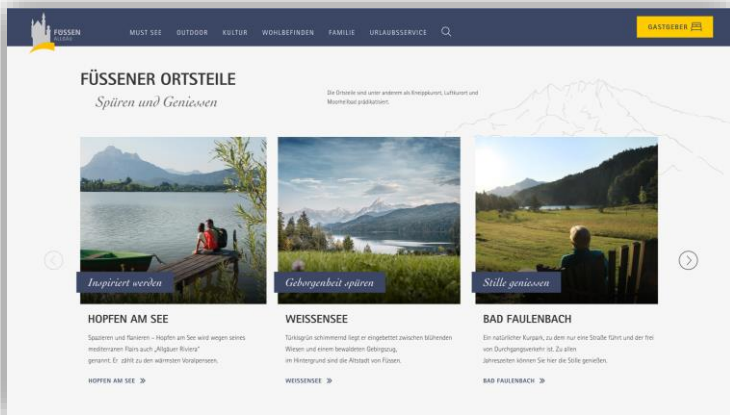 FÜSSEN
ALLGÄU
MUST SEE OUTDOOR KULTUR WOHLBEFINDEN FAMILIE URLAUBSSERVICE
GASTGEBER
FÜSSENER ORTSTEILE
Spüren und Geniessen
Die Ortsteile sind unter anderem als Kneippkurort, Luftkurort und
Moorheilbad prädikatisiert.
Inspiriert werden
HOPFEN AM SEE
Spazieren und flanieren – Hopfen am See wird wegen seines
mediterranen Flairs auch „Allgäuer Riviera"
genannt. Er zählt zu den wärmsten Voralpenseen.
HOPFEN AM SEE
Geborgenheit spüren
WEISSENSEE
Türkisgrün schimmernd liegt er eingebettet zwischen blühenden
Wiesen und einem bewaldeten Gebirgszug,
im Hintergrund sind die Altstadt von Füssen.
WEISSENSEE
Stille geniessen
BAD FAULENBACH
Ein natürlicher Kurpark, zu dem nur eine Straße führt und der frei
von Durchgangsverkehr ist. Zu allen
Jahreszeiten können Sie hier die Stille genießen.
BAD FAULENBACH